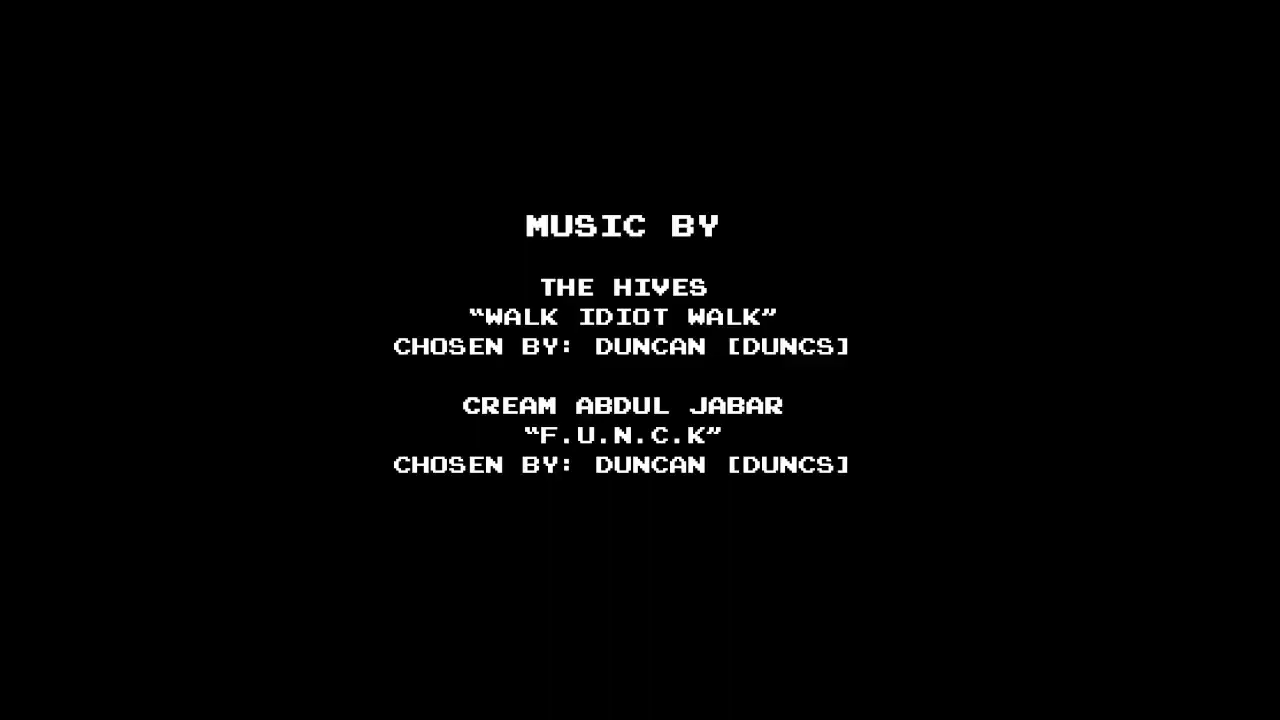 MUSIC BY
THE HIVES
“WALK IDIOT WALK”
CHOSEN BY: DUNCAN [DUNCS]
CREAM ABDUL JABAR
“F.U.N.C.K”
CHOSEN BY: DUNCAN [DUNCS]